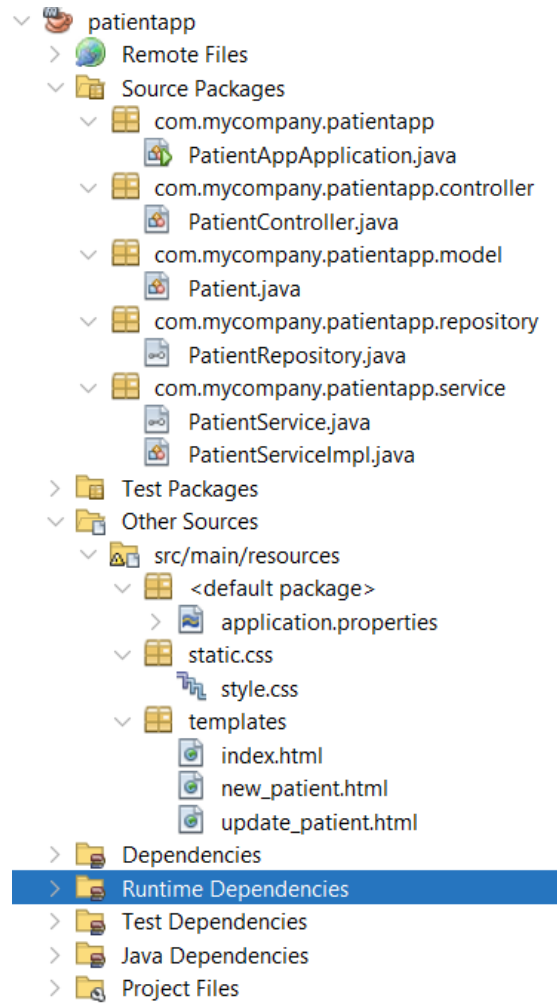 patientapp
Remote Files
Source Packages
com.mycompany.patientapp
PatientAppApplication.java
com.mycompany.patientapp.controller
PatientController.java
com.mycompany.patientapp.model
Patient.java
com.mycompany.patientapp.repository
PatientRepository.java
com.mycompany.patientapp.service
PatientService.java
PatientServiceImpl.java
Test Packages
Other Sources
src/main/resources
<default package>
application.properties
static.css
style.css
templates
index.html
new_patient.html
update_patient.html
Dependencies
Runtime Dependencies
Test Dependencies
Java Dependencies
Project Files